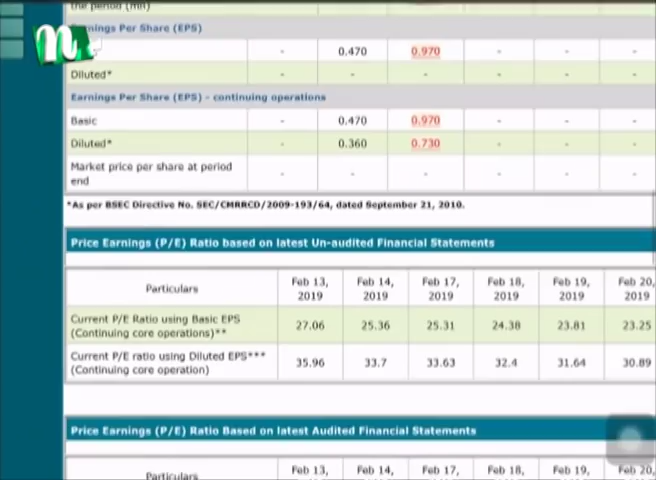 the period (mn)
Earnings Per Share (EPS)
- 0.470 0.970 - - -
Diluted* - - - - - -
Earnings Per Share (EPS) - continuing operations
Basic - 0.470 0.970 - - -
Diluted* - 0.360 0.730 - - -
Market price per share at period
end - - - - - -
*As per BSEC Directive No. SEC/CMRRCD/2009-193/64, dated September 21, 2010.
Price Earnings (P/E) Ratio based on latest Un-audited Financial Statements
Particulars Feb 13, 2019 Feb 14, 2019 Feb 17, 2019 Feb 18, 2019 Feb 19, 2019 Feb 20, 2019
Current P/E Ratio using Basic EPS
(Continuing core operations)** 27.06 25.36 25.31 24.38 23.81 23.25
Current P/E ratio using Diluted EPS***
(Continuing core operation) 35.96 33.7 33.63 32.4 31.64 30.89
Price Earnings (P/E) Ratio Based on latest Audited Financial Statements
Particulars Feb 13, Feb 14, Feb 17, Feb 18, Feb 19, Feb 20,